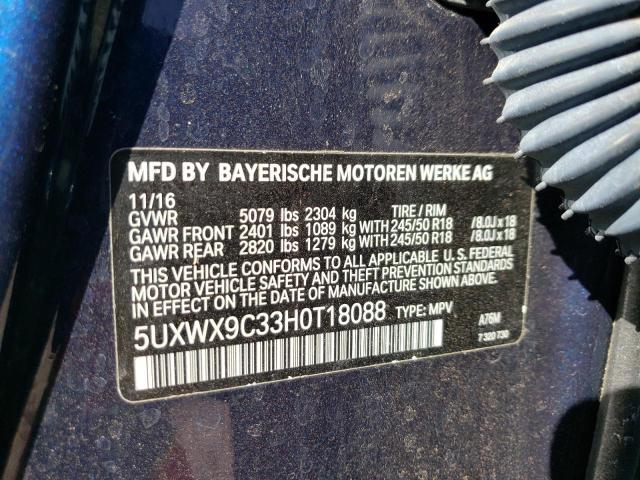 MFD BY BAYERISCHE MOTOREN WERKE AG
11/16
GVWR 5079 lbs 2304 kg TIRE / RIM
GAWR FRONT 2401 lbs 1089 kg WITH 245/50 R18 /8.0J x 18
GAWR REAR 2820 lbs 1279 kg WITH 245/50 R18 /8.0J x 18
THIS VEHICLE CONFORMS TO ALL APPLICABLE U. S. FEDERAL
MOTOR VEHICLE SAFETY AND THEFT PREVENTION STANDARDS
IN EFFECT ON THE DATE OF MANUFACTURE SHOWN ABOVE.
5UXWX9C33H0T18088 TYPE: MPV A76M
7 320 730